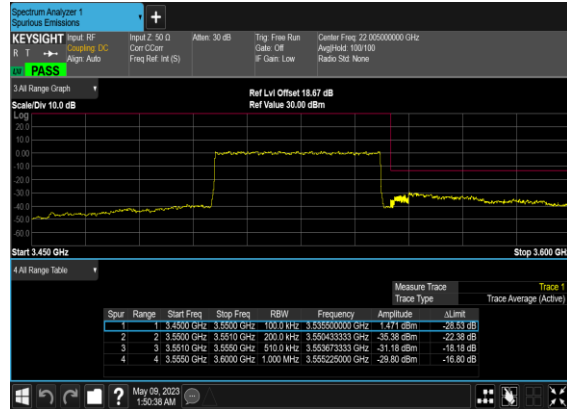 Spectrum Analyzer 1
Spurious Emissions
+
KEYSIGHT Input: RF Input Z: 50 Ω Atten: 30 dB Trig: Free Run Center Freq: 22.005000000 GHz
R T Coupling: DC Corr CCorr Gate: Off Avg|Hold: 100/100
Align: Auto Freq Ref: Int (S) IF Gain: Low Radio Std: None
PASS
3 All Range Graph
Ref Lvl Offset 18.67 dB
Scale/Div 10.0 dB Ref Value 30.00 dBm
Log
20.0
10.0
0.00
-10.0
-20.0
-30.0
-40.0
-50.0
-60.0
Start 3.450 GHz Stop 3.600 GH
4 All Range Table
Measure Trace Trace 1
Trace Type Trace Average (Active)
Spur Range Start Freq Stop Freq RBW Frequency Amplitude ΔLimit
1 1 3.4500 GHz 3.5500 GHz 100.0 kHz 3.535500000 GHz 1.471 dBm -28.53 dB
2 2 3.5500 GHz 3.5510 GHz 200.0 kHz 3.550433333 GHz -35.38 dBm -22.38 dB
3 3 3.5510 GHz 3.5550 GHz 510.0 kHz 3.553673333 GHz -31.18 dBm -18.18 dB
4 4 3.5550 GHz 3.6000 GHz 1.000 MHz 3.555225000 GHz -29.80 dBm -16.80 dB
? May 09, 2023
1:50:38 AM